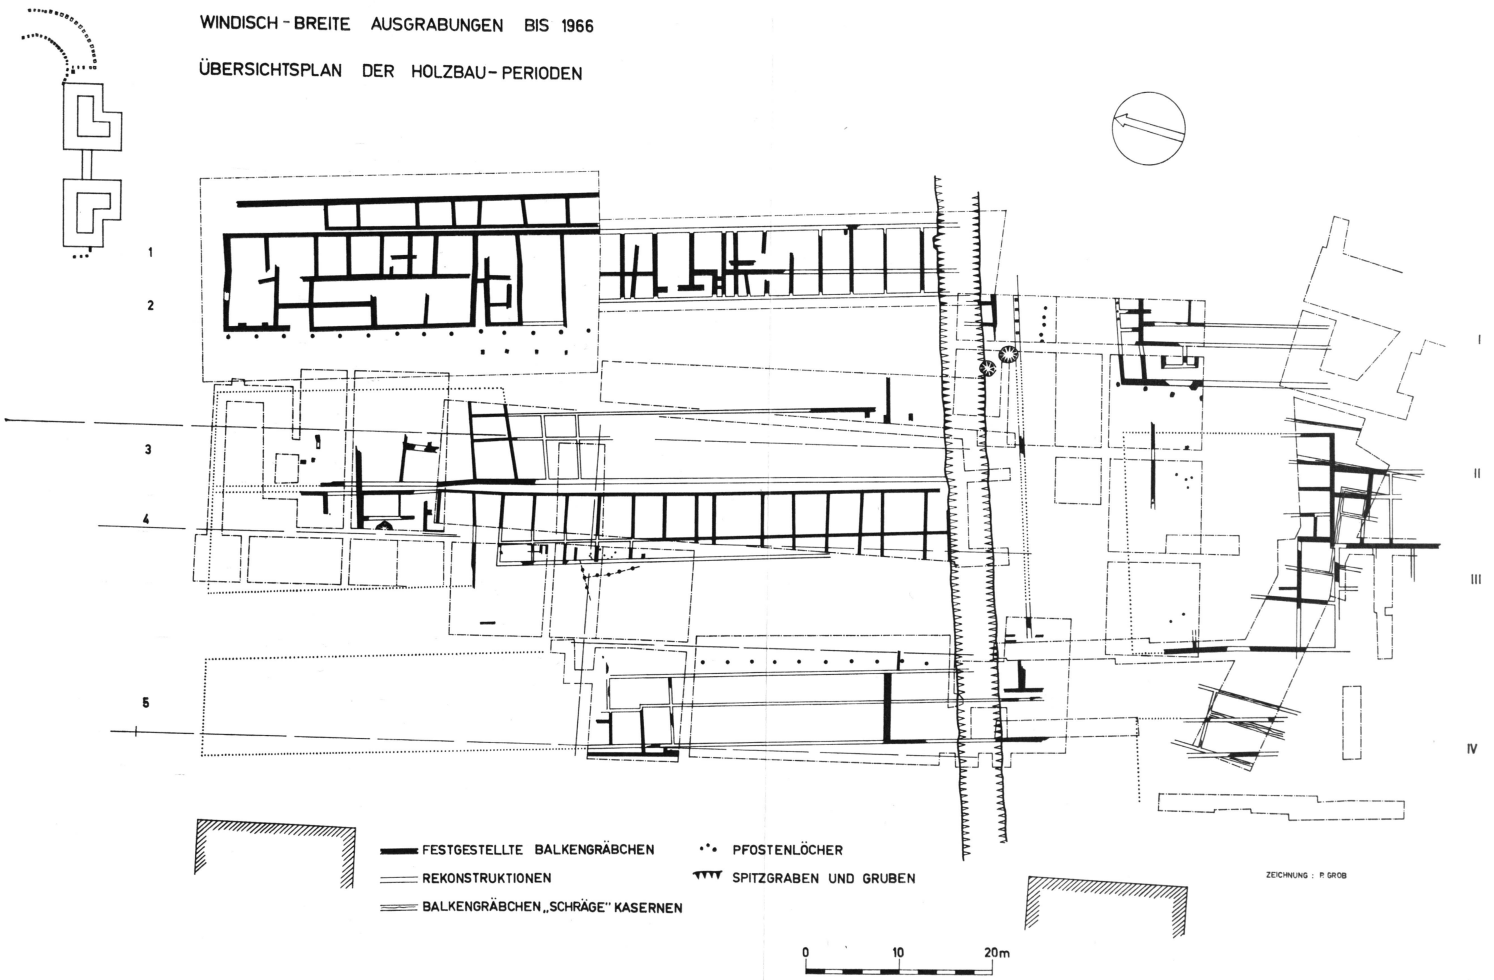 WINDISCH-BREITE AUSGRABUNGEN BIS 1966
ÜBERSICHTSPLAN DER HOLZBAU-PERIODEN
1
2
3
4
5
I
II
III
IV
FESTGESTELLTE BALKENGRÄBCHEN
REKONSTRUKTIONEN
BALKENGRÄBCHEN „SCHRÄGE" KASERNEN
PFOSTENLÖCHER
SPITZGRABEN UND GRUBEN
ZEICHNUNG : P. GROB
0 10 20m